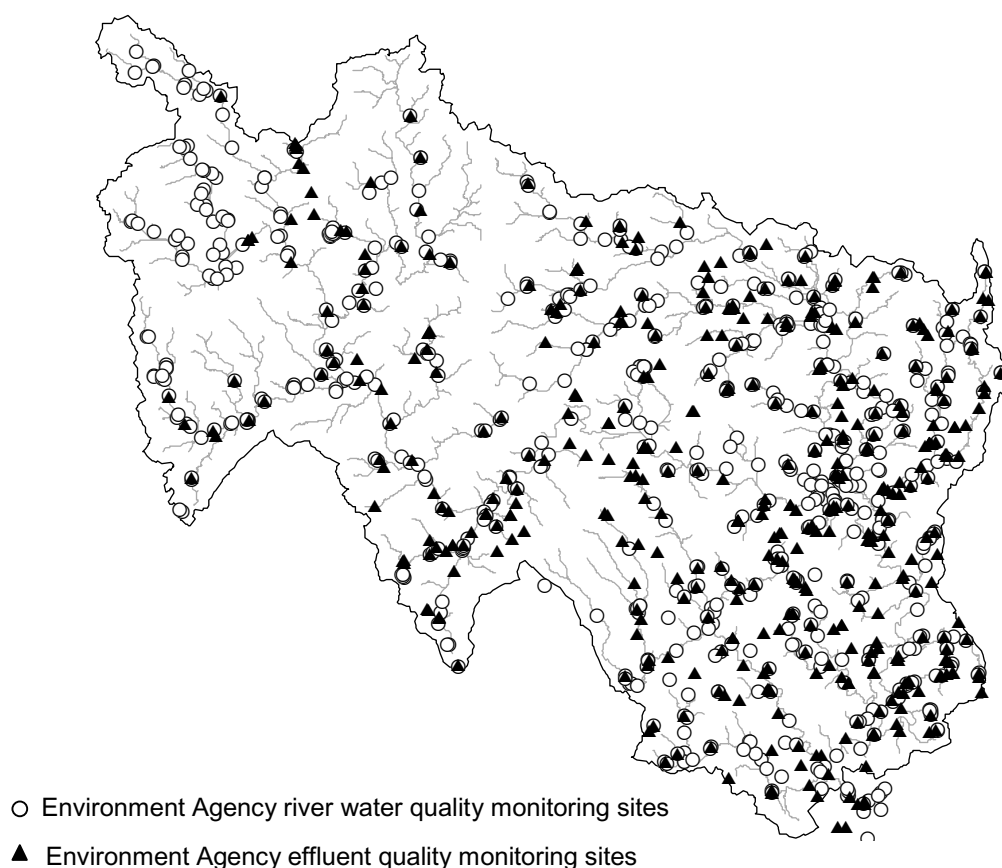 Environment Agency river water quality monitoring sites
Environment Agency effluent quality monitoring sites